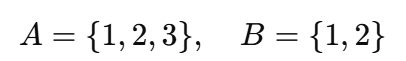 A = {1, 2, 3},  B = {1, 2}